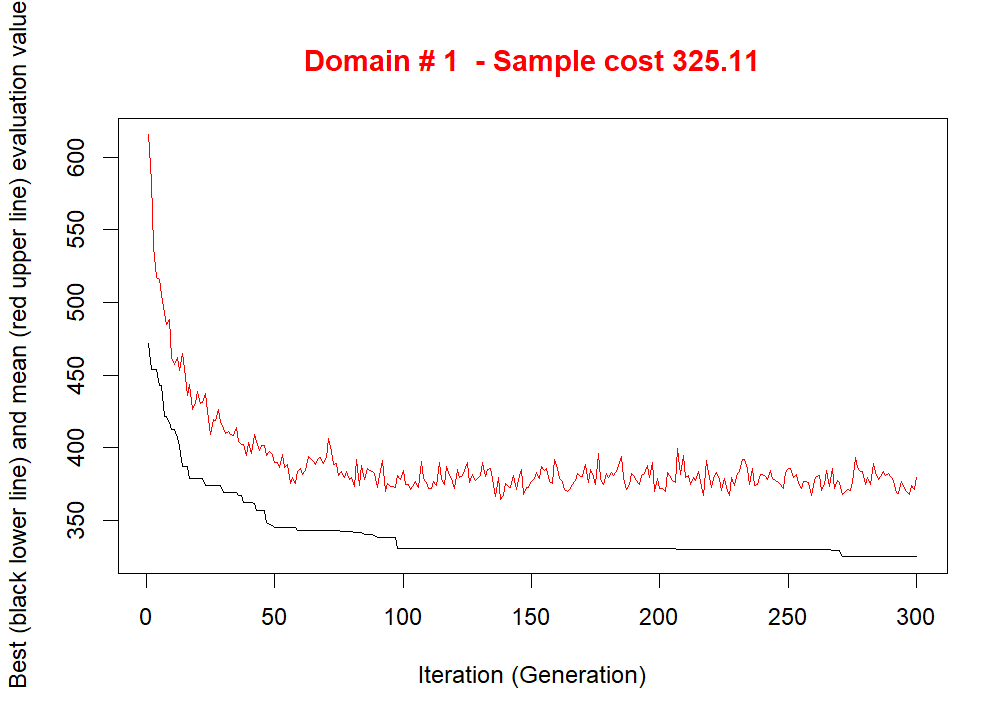 Domain # 1  - Sample cost 325.11
Best (black lower line) and mean (red upper line) evaluation value
600
550
500
450
400
350
0 50 100 150 200 250 300
Iteration (Generation)